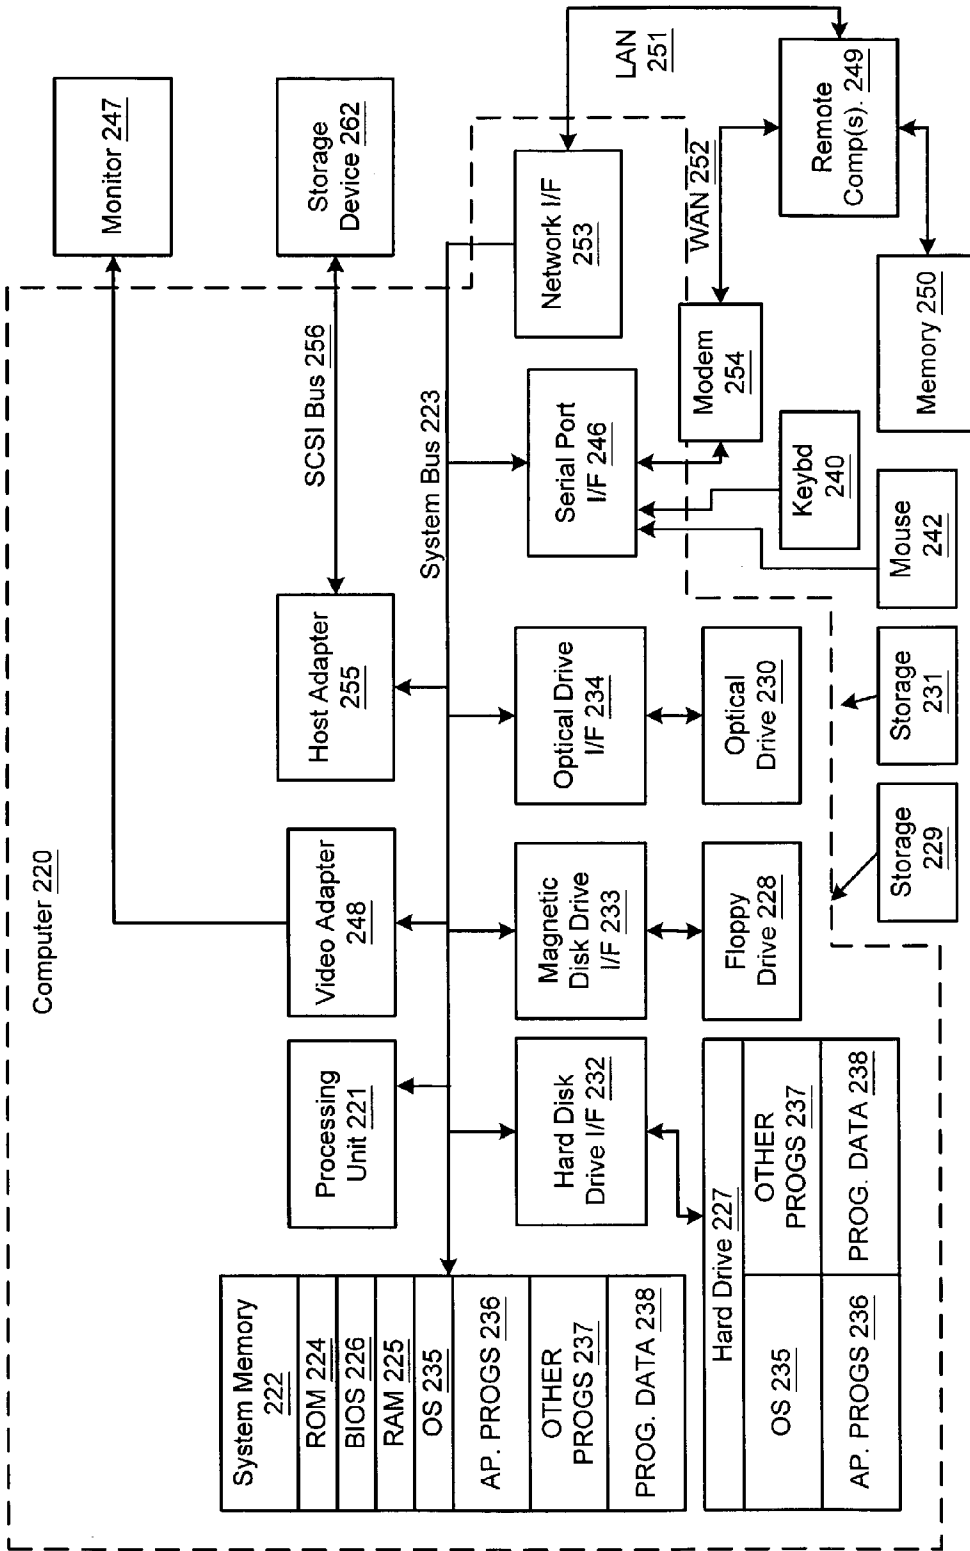 Computer 220
Monitor 247
Storage
Device 262
SCSI Bus 256
Video Adapter
248
Host Adapter
255
Processing
Unit 221
System Memory
222
ROM 224
BIOS 226
RAM 225
OS 235
AP. PROGS 236
OTHER
PROGS 237
PROG. DATA 238
System Bus 223
Hard Disk
Drive I/F 232
Magnetic
Disk Drive
I/F 233
Optical Drive
I/F 234
Serial Port
I/F 246
Network I/F
253
LAN
251
Hard Drive 227
OS 235
OTHER
PROGS 237
AP. PROGS 236
PROG. DATA 238
Floppy
Drive 228
Optical
Drive 230
Modem
254
WAN 252
Remote
Comp(s). 249
Keybd
240
Mouse
242
Memory 250
Storage
229
Storage
231